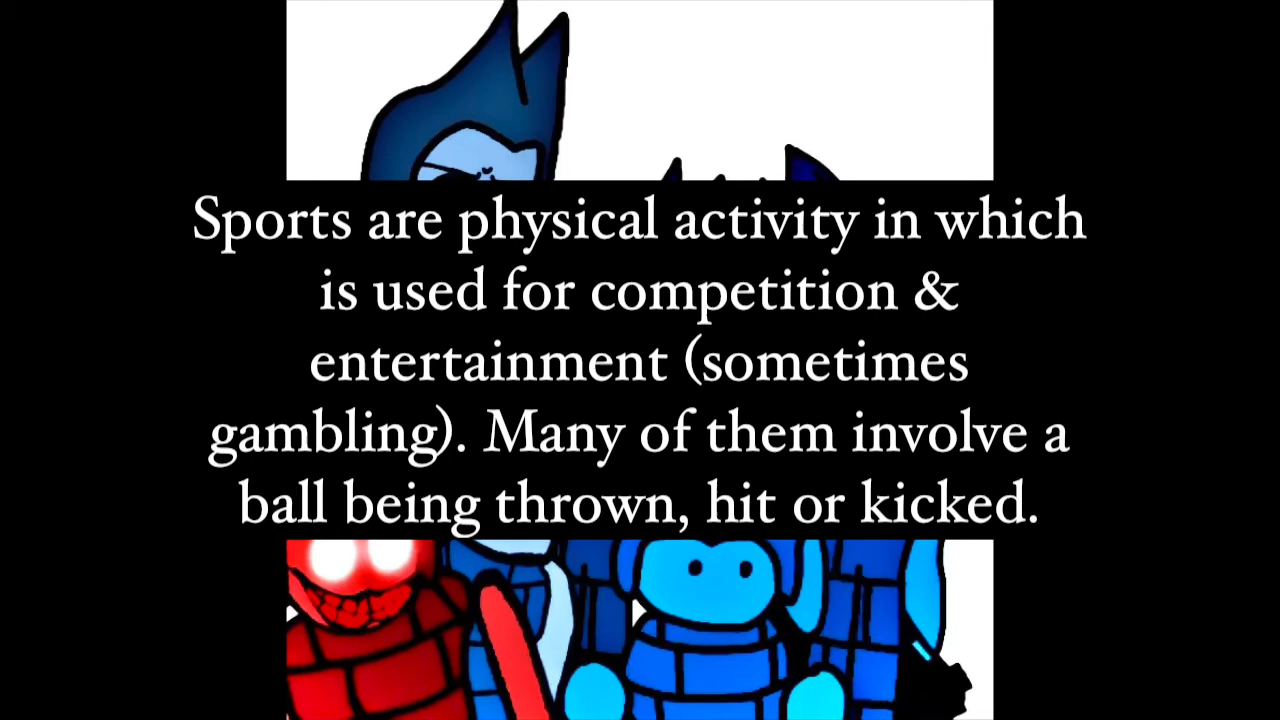 Sports are physical activity in which
is used for competition &
entertainment (sometimes
gambling). Many of them involve a
ball being thrown, hit or kicked.